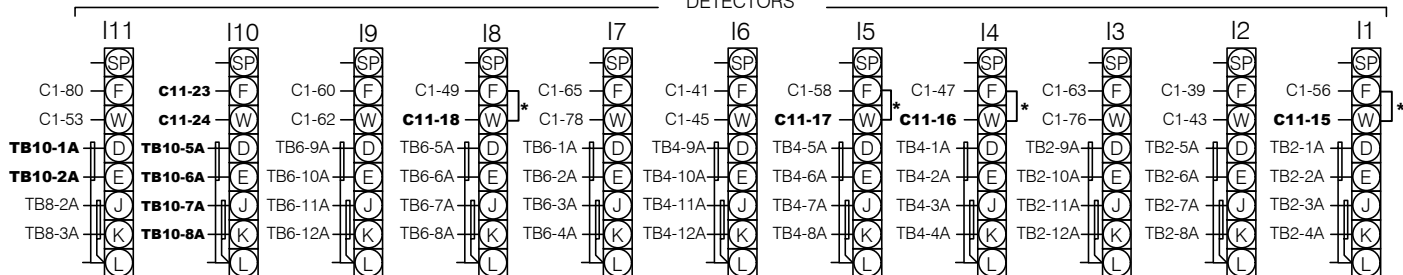 DETECTORS
I11 I10 I9 I8 I7 I6 I5 I4 I3 I2 I1
SP SP SP SP SP SP SP SP SP SP SP
C1-80 F C11-23 F C1-60 F C1-49 F C1-65 F C1-41 F C1-58 F C1-47 F C1-63 F C1-39 F C1-56 F
* * * *
C1-53 W C11-24 W C1-62 W C11-18 W C1-78 W C1-45 W C11-17 W C11-16 W C1-76 W C1-43 W C11-15 W
TB10-1A D TB10-5A D TB6-9A D TB6-5A D TB6-1A D TB4-9A D TB4-5A D TB4-1A D TB2-9A D TB2-5A D TB2-1A D
TB10-2A E TB10-6A E TB6-10A E TB6-6A E TB6-2A E TB4-10A E TB4-6A E TB4-2A E TB2-10A E TB2-6A E TB2-2A E
TB8-2A J TB10-7A J TB6-11A J TB6-7A J TB6-3A J TB4-11A J TB4-7A J TB4-3A J TB2-11A J TB2-7A J TB2-3A J
TB8-3A K TB10-8A K TB6-12A K TB6-8A K TB6-4A K TB4-12A K TB4-8A K TB4-4A K TB2-12A K TB2-8A K TB2-4A K
L L L L L L L L L L L